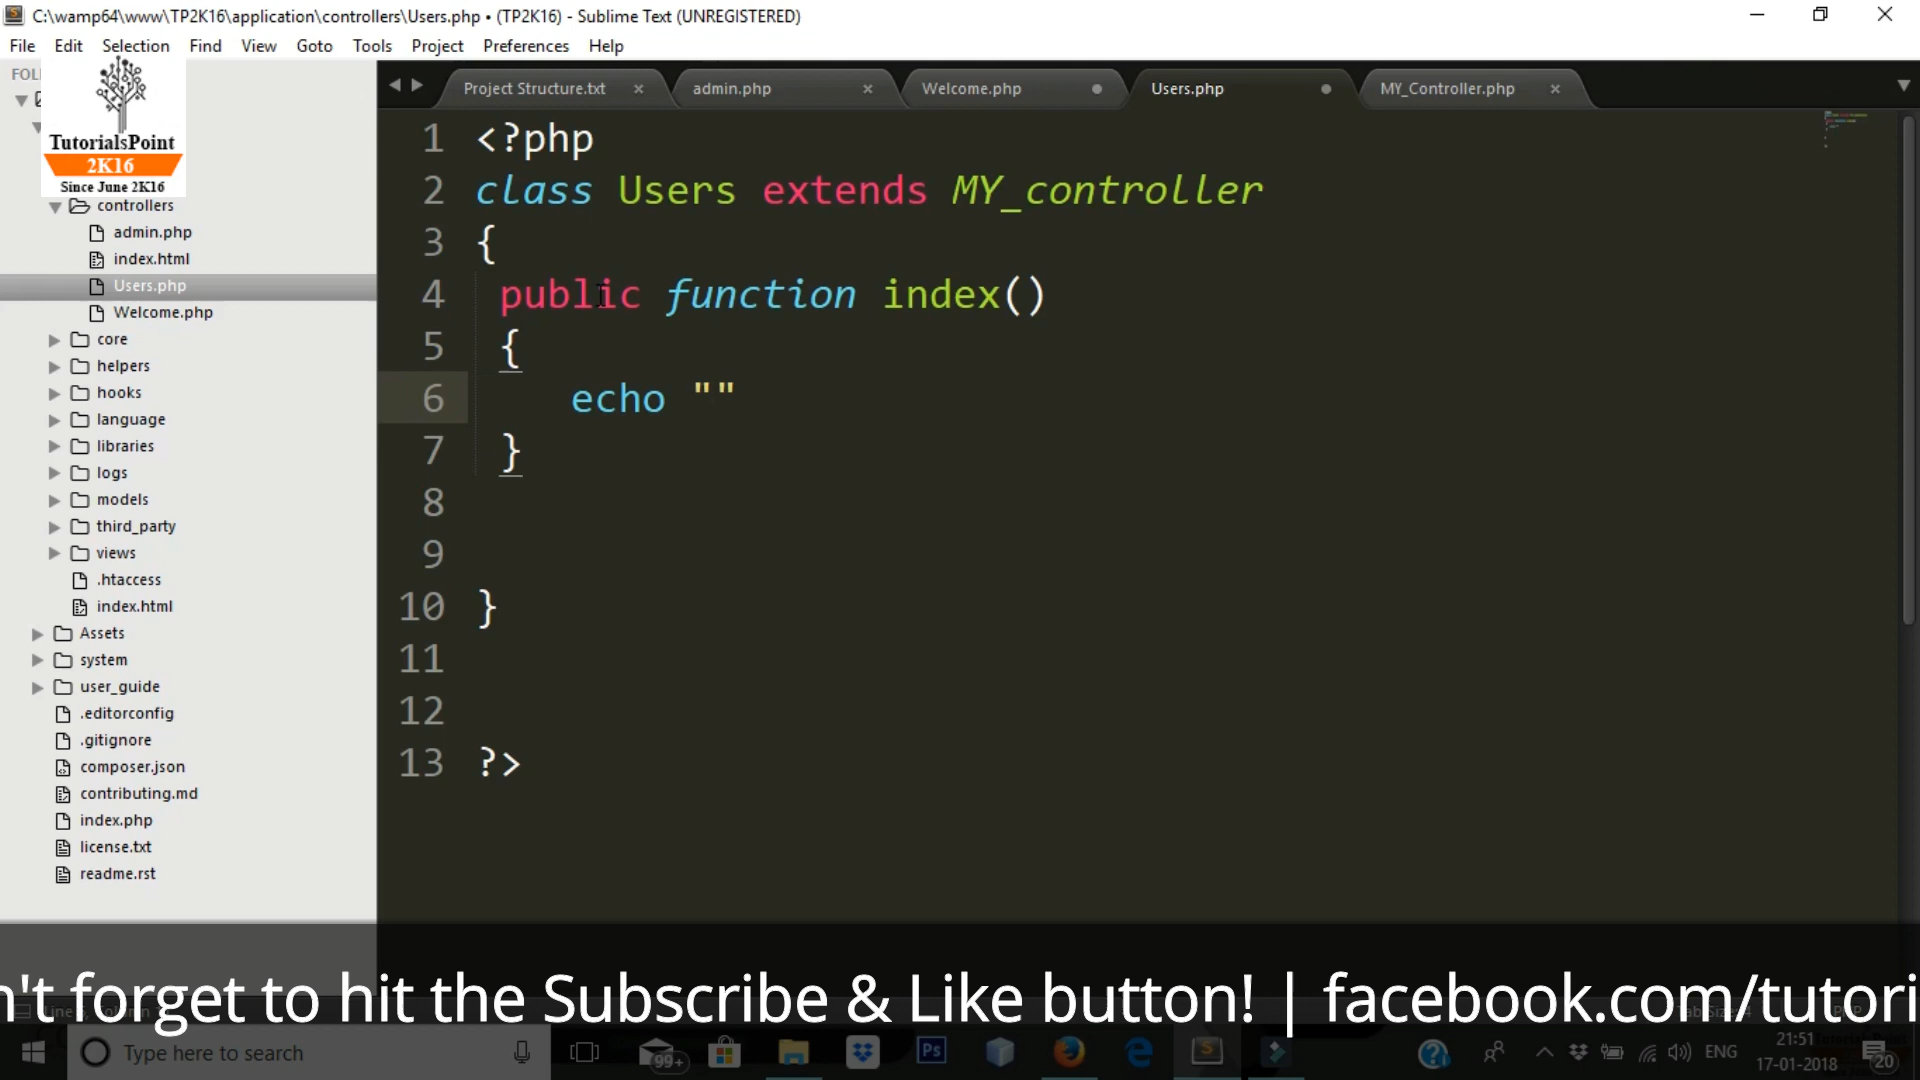 C:\wamp64\www\TP2K16\application\controllers\Users.php • (TP2K16) - Sublime Text (UNREGISTERED)
File Edit Selection Find View Goto Tools Project Preferences Help
FOL
TutorialsPoint
2K16
Since June 2K16
controllers
admin.php
index.html
Users.php
Welcome.php
core
helpers
hooks
language
libraries
logs
models
third_party
views
.htaccess
index.html
Assets
system
user_guide
.editorconfig
.gitignore
composer.json
contributing.md
index.php
license.txt
readme.rst
Project Structure.txt admin.php Welcome.php Users.php MY_Controller.php
1 <?php
2 class Users extends MY_controller
3 {
4 public function index()
5 {
6 echo ""
7 }
8
9
10 }
11
12
13 ?>
n't forget to hit the Subscribe & Like button! | facebook.com/tutori
Type here to search
99+
Ps
ENG
21:51
17-01-2018
20